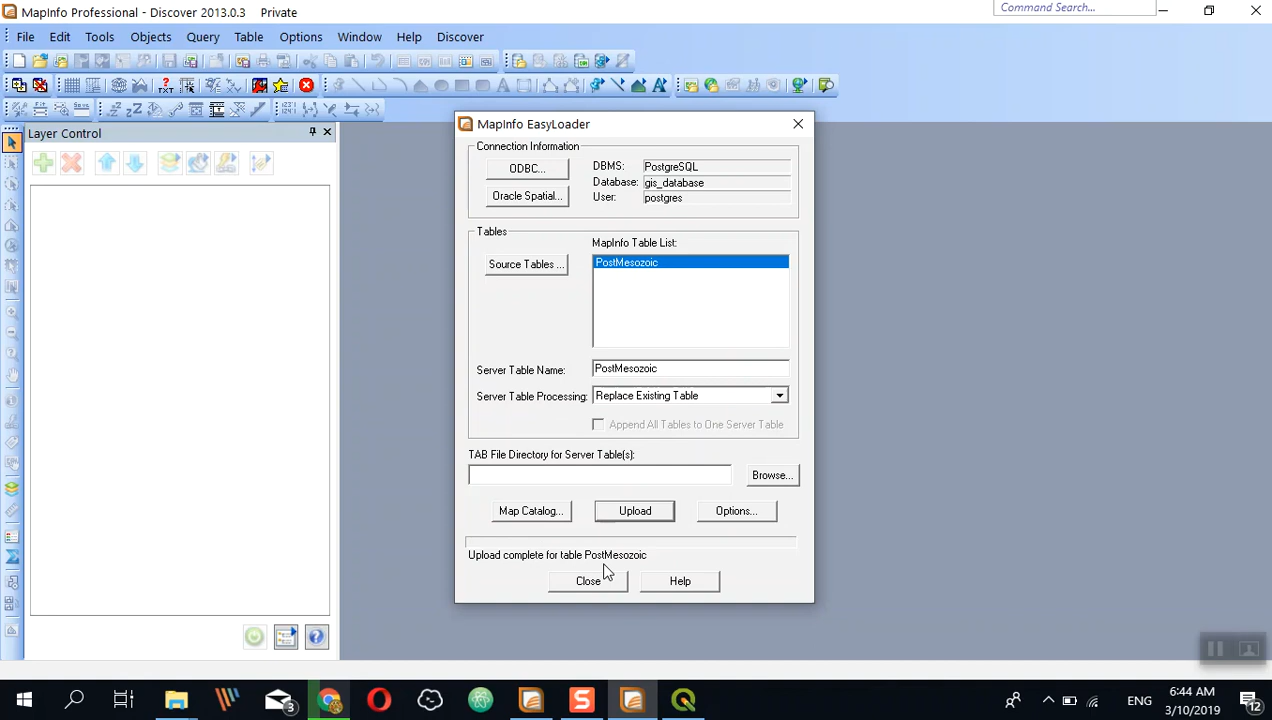 MapInfo Professional - Discover 2013.0.3 Private
Command Search...
File Edit Tools Objects Query Table Options Window Help Discover
Layer Control
MapInfo EasyLoader
Connection Information
ODBC...
DBMS: PostgreSQL
Database: gis_database
Oracle Spatial...
User: postgres
Tables
MapInfo Table List:
Source Tables ...
PostMesozoic
Server Table Name: PostMesozoic
Server Table Processing: Replace Existing Table
Append All Tables to One Server Table
TAB File Directory for Server Table(s):
Browse...
Map Catalog... Upload Options...
Upload complete for table PostMesozoic
Close Help
3
ENG
6:44 AM
3/10/2019
12